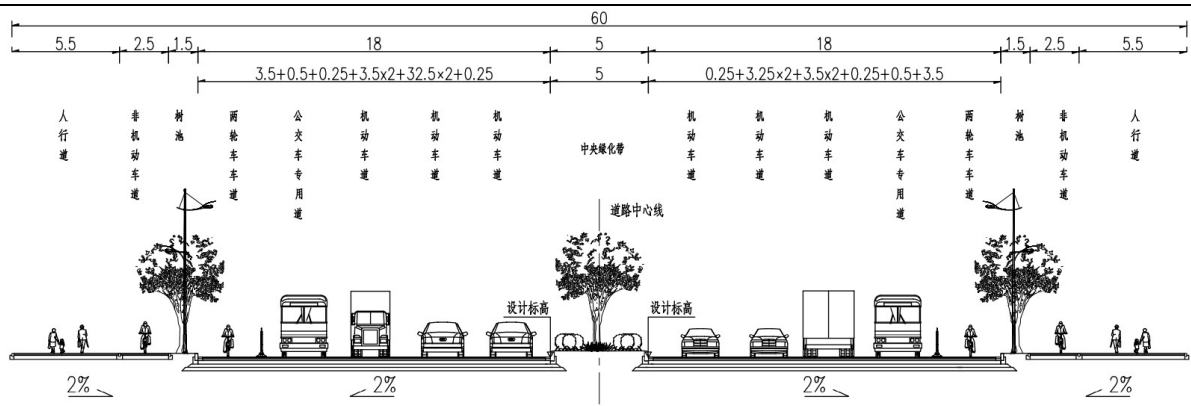 60
5.5 2.5 1.5 18 5 18 1.5 2.5 5.5
3.5+0.5+0.25+3.5x2+32.5×2+0.25 5 0.25+3.25×2+3.5x2+0.25+0.5+3.5
人行道
非机动车道
树池
两轮车车道
公交车专用道
机动车道
机动车道
机动车道
中央绿化带
机动车道
机动车道
机动车道
公交车专用道
两轮车车道
树池
非机动车道
人行道
道路中心线
设计标高 设计标高
2% 2% 2% 2%